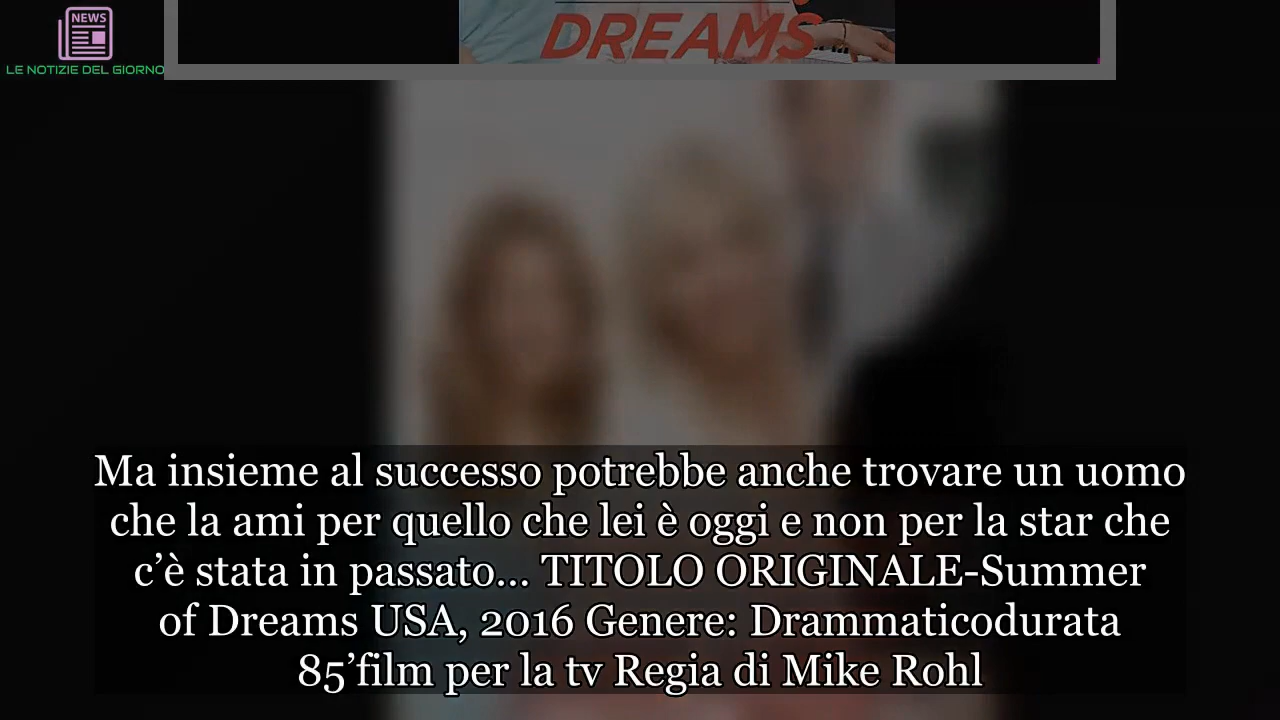 NEWS
LE NOTIZIE DEL GIORNO
DREAMS
Ma insieme al successo potrebbe anche trovare un uomo
che la ami per quello che lei è oggi e non per la star che
c’è stata in passato... TITOLO ORIGINALE-Summer
of Dreams USA, 2016 Genere: Drammaticodurata
85’film per la tv Regia di Mike Rohl